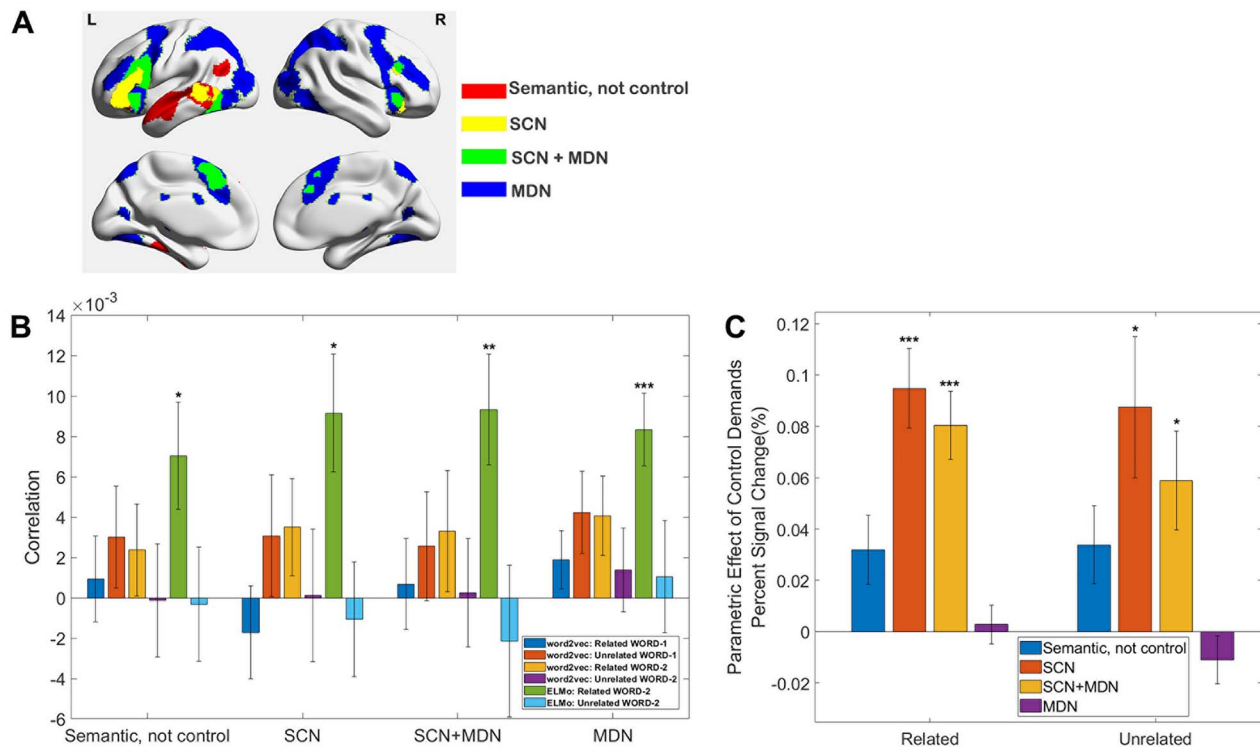 A
L
R
Semantic, not control
SCN
SCN + MDN
MDN
B
×10⁻³
14
12
10
8
6
4
2
0
-2
-4
-6
Correlation
*
*
**
***
word2vec: Related WORD-1
word2vec: Unrelated WORD-1
word2vec: Related WORD-2
word2vec: Unrelated WORD-2
ELMo: Related WORD-2
ELMo: Unrelated WORD-2
Semantic, not control
SCN
SCN+MDN
MDN
C
Parametric Effect of Control Demands
Percent Signal Change(%)
0.12
0.1
0.08
0.06
0.04
0.02
0
-0.02
***
***
*
*
Semantic, not control
SCN
SCN+MDN
MDN
Related
Unrelated